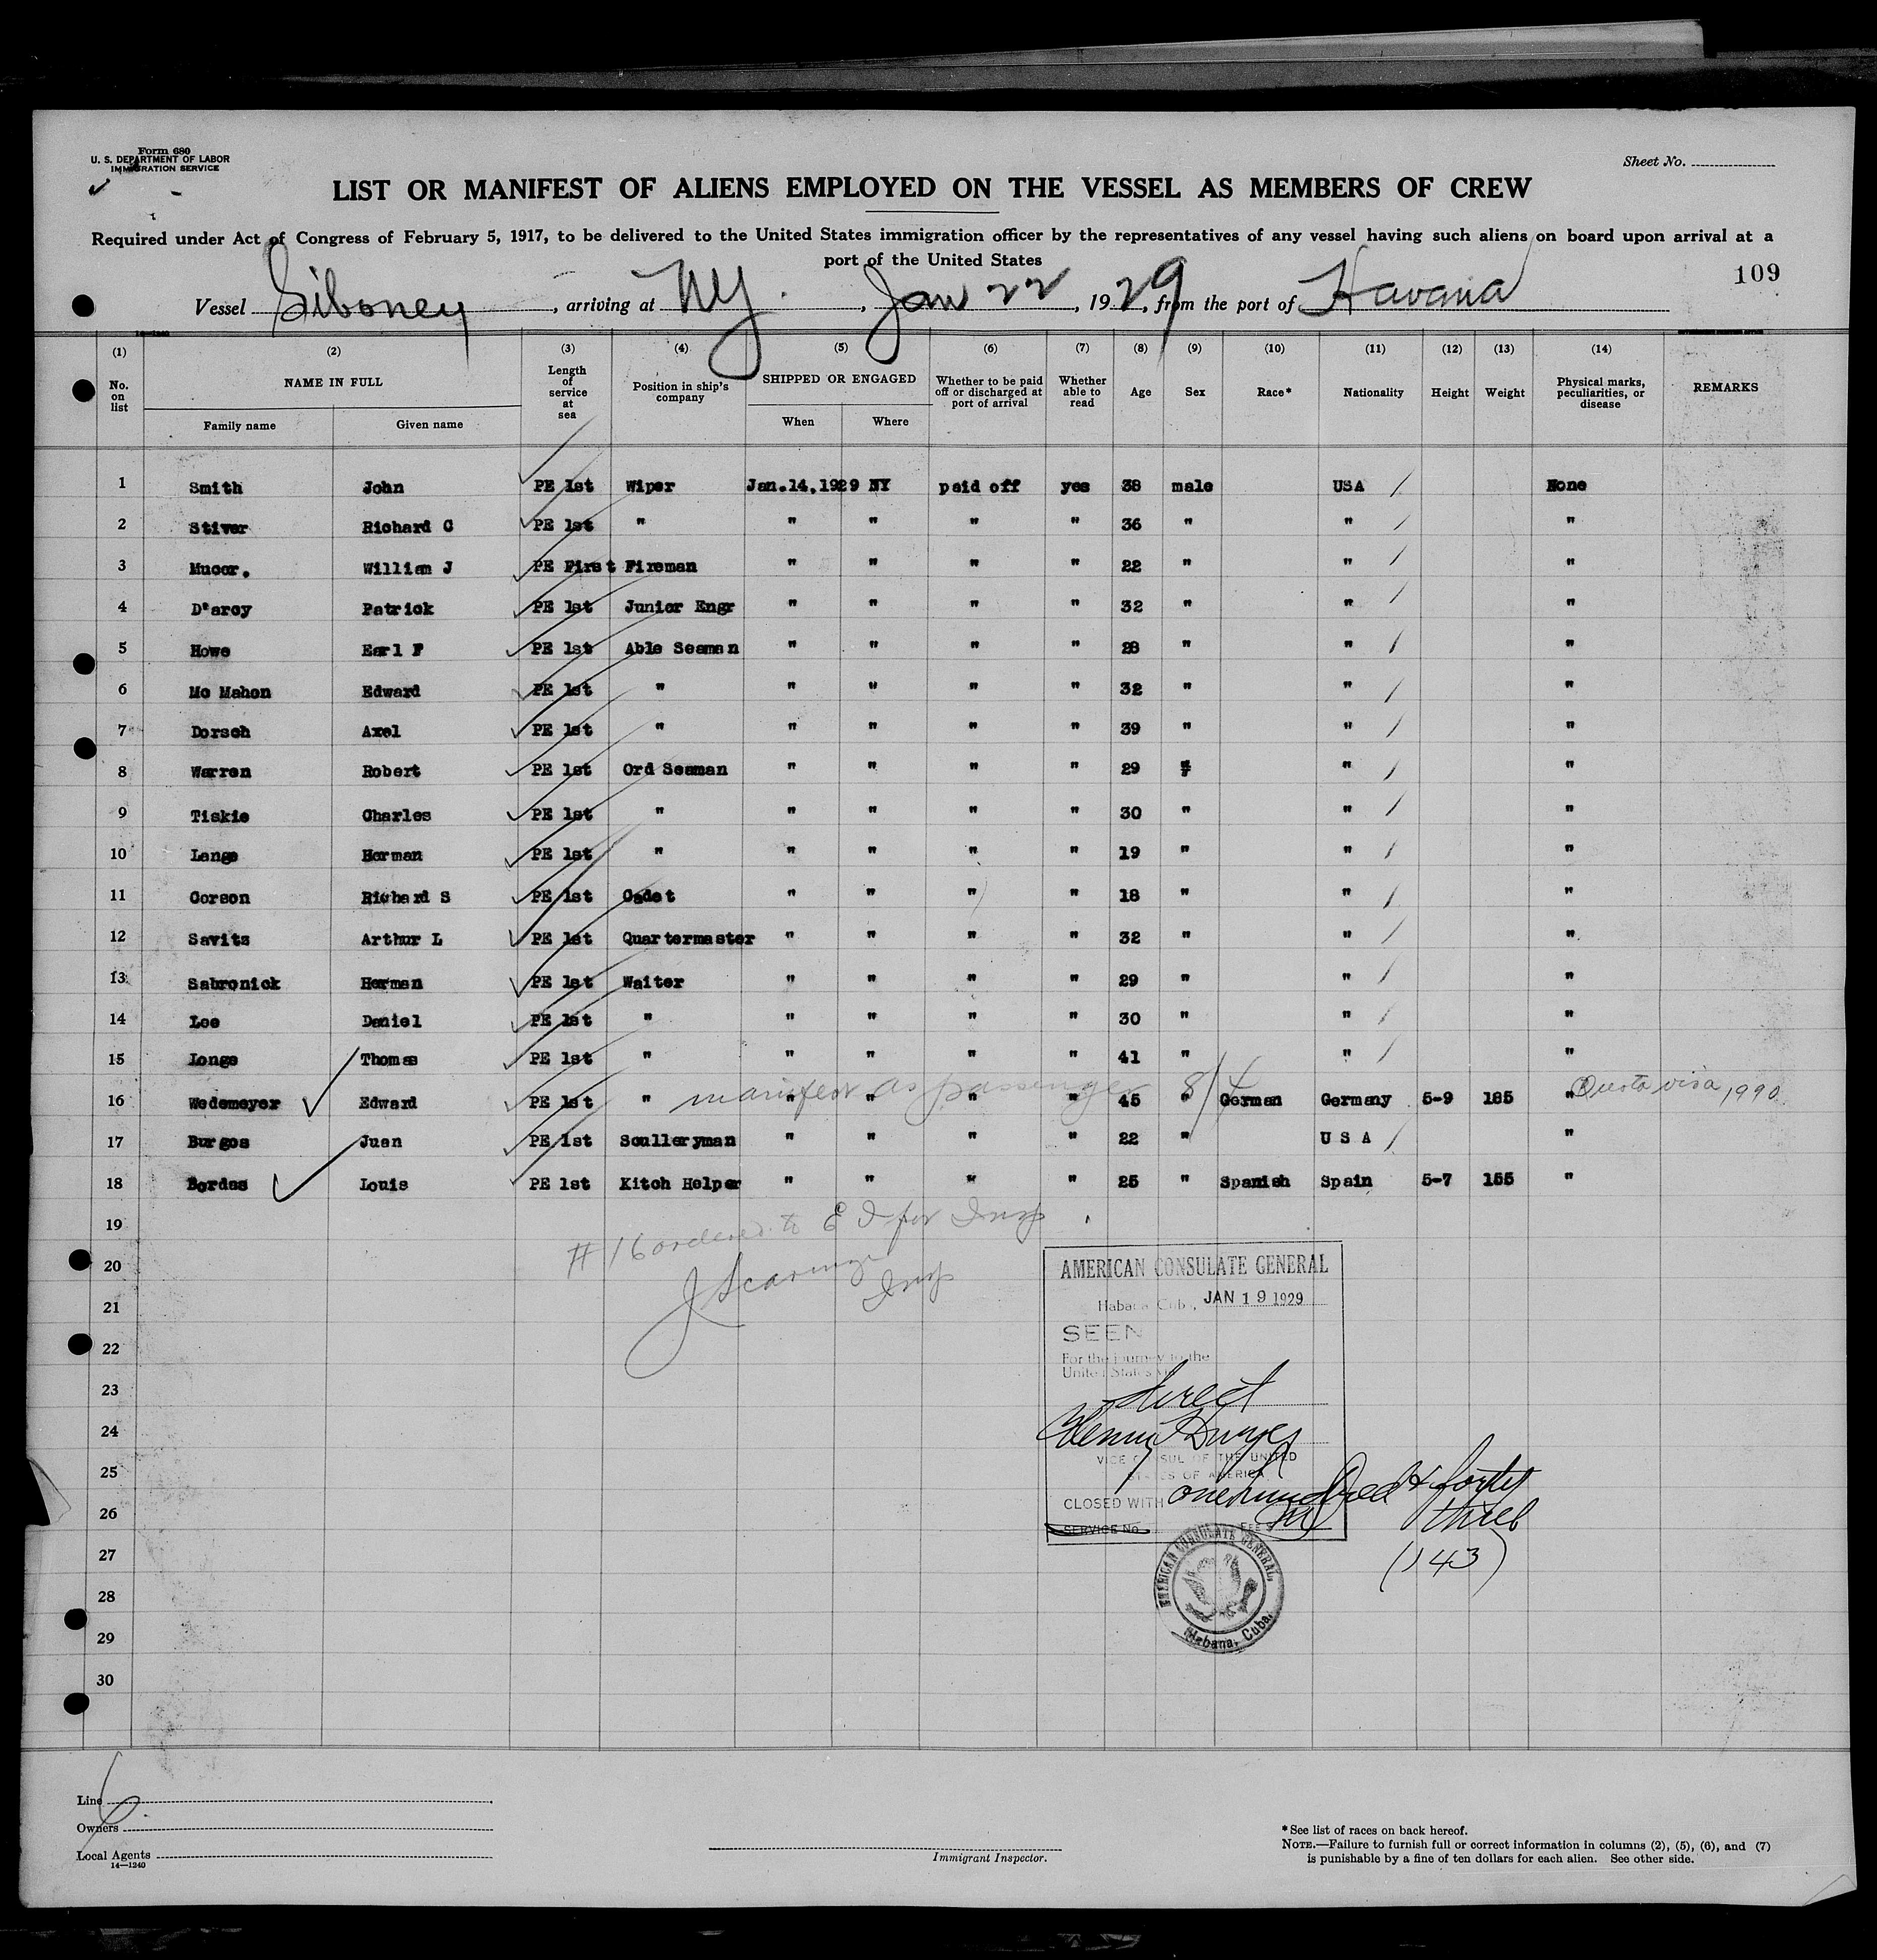 Form 680
U. S. DEPARTMENT OF LABOR
IMMIGRATION SERVICE
Sheet No.
LIST OR MANIFEST OF ALIENS EMPLOYED ON THE VESSEL AS MEMBERS OF CREW
Required under Act of Congress of February 5, 1917, to be delivered to the United States immigration officer by the representatives of any vessel having such aliens on board upon arrival at a
port of the United States
109
Vessel Siboney, arriving at NY., Jan 22, 1929, from the port of Havana
(1) (2) (3) (4) (5) (6) (7) (8) (9) (10) (11) (12) (13) (14)
No. on list NAME IN FULL Family name Given name Length of service at sea Position in ship's company SHIPPED OR ENGAGED When Where Whether to be paid off or discharged at port of arrival Whether able to read Age Sex Race* Nationality Height Weight Physical marks, peculiarities, or disease REMARKS
1 Smith John PE 1st Wiper Jan.14,1929 NY paid off yes 38 male USA None
2 Stiver Richard C PE 1st " " " " " 36 " " "
3 Mucor. William J PE First Fireman " " " " 22 " " "
4 D'arcy Patrick PE 1st Junior Engr " " " " 32 " " "
5 Howe Earl F PE 1st Able Seaman " " " " 28 " " "
6 Mc Mahon Edward PE 1st " " " " " 32 " " "
7 Dorsch Axel PE 1st " " " " " 39 " " "
8 Warren Robert PE 1st Ord Seaman " " " " 29 " " "
9 Tiskie Charles PE 1st " " " " " 30 " " "
10 Lange Herman PE 1st " " " " " 19 " " "
11 Corson Richard S PE 1st Cadet " " " " 18 " " "
12 Savitz Arthur L PE 1st Quartermaster " " " " 32 " " "
13 Sabronick Herman PE 1st Waiter " " " " 29 " " "
14 Lee Daniel PE 1st " " " " " 30 " " "
15 Longe Thomas PE 1st " " " " " 41 " " "
manifest as passenger 8/4
16 Wedemeyer Edward PE 1st " " " " " 45 " German Germany 5-9 185 " visa 1990
17 Burgos Juan PE 1st Sculleryman " " " " 22 " U S A "
18 Bordas Louis PE 1st Kitch Helper " " " " 25 " Spanish Spain 5-7 155 "
19
#16 ordered to E I for Insp
20
J Insp
21
22
23
24
25
26
27
28
29
30
AMERICAN CONSULATE GENERAL
Habana, Cuba, JAN 19 1929
SEEN
For the journey to the
United States
direct
VICE CONSUL OF THE UNITED
STATES OF AMERICA
CLOSED WITH one hundred & forty
three
SERVICE No. FEE
(143)
AMERICAN CONSULATE GENERAL,
Habana, Cuba.
Line
Owners
Local Agents
14—1240
Immigrant Inspector.
*See list of races on back hereof.
NOTE.—Failure to furnish full or correct information in columns (2), (5), (6), and (7)
is punishable by a fine of ten dollars for each alien. See other side.